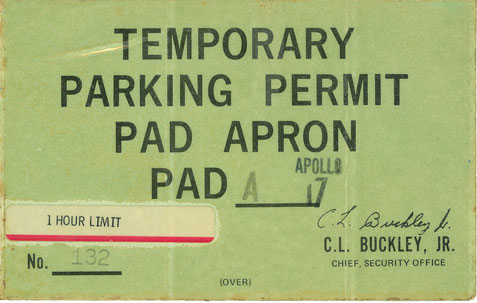 TEMPORARY
PARKING PERMIT
PAD APRON
APOLLO
PAD A 17
1 HOUR LIMIT
C. L. Buckley Jr.
C.L. BUCKLEY, JR.
No. 132
CHIEF, SECURITY OFFICE
(OVER)